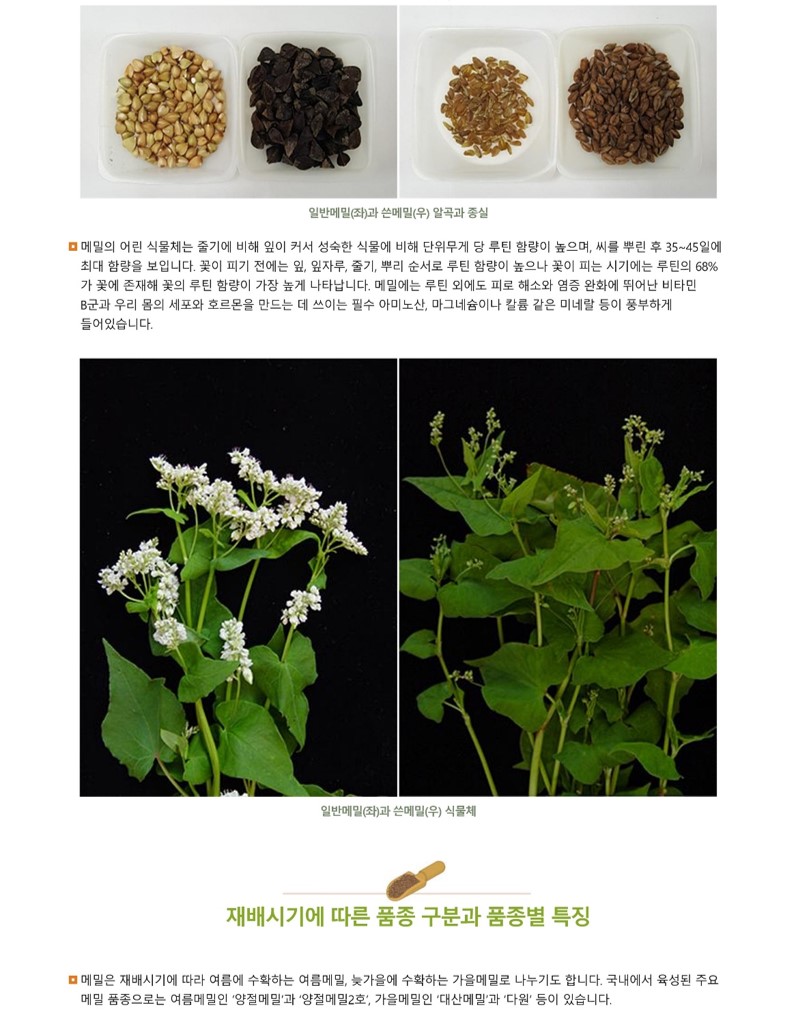 일반메밀(좌)과 쓴메밀(우) 알곡과 종실
메밀의 어린 식물체는 줄기에 비해 잎이 커서 성숙한 식물에 비해 단위무게 당 루틴 함량이 높으며, 씨를 뿌린 후 35~45일에
최대 함량을 보입니다. 꽃이 피기 전에는 잎, 잎자루, 줄기, 뿌리 순서로 루틴 함량이 높으나 꽃이 피는 시기에는 루틴의 68%
가 꽃에 존재해 꽃의 루틴 함량이 가장 높게 나타납니다. 메밀에는 루틴 외에도 피로 해소와 염증 완화에 뛰어난 비타민
B군과 우리 몸의 세포와 호르몬을 만드는 데 쓰이는 필수 아미노산, 마그네슘이나 칼륨 같은 미네랄 등이 풍부하게
들어있습니다.
일반메밀(좌)과 쓴메밀(우) 식물체
재배시기에 따른 품종 구분과 품종별 특징
메밀은 재배시기에 따라 여름에 수확하는 여름메밀, 늦가을에 수확하는 가을메밀로 나누기도 합니다. 국내에서 육성된 주요
메밀 품종으로는 여름메밀인 '양절메밀'과 '양절메밀2호', 가을메밀인 '대산메밀'과 '다원' 등이 있습니다.